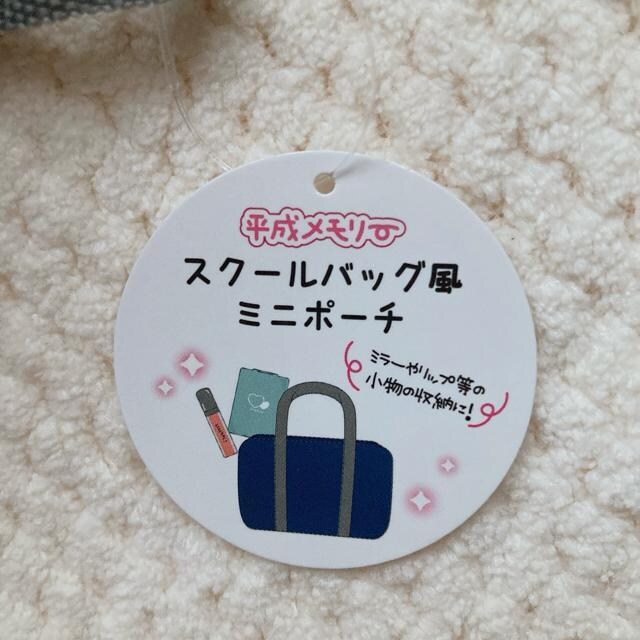 平成メモリー
スクールバッグ風
ミニポーチ
ミラーやリップ等の
小物の収納に!